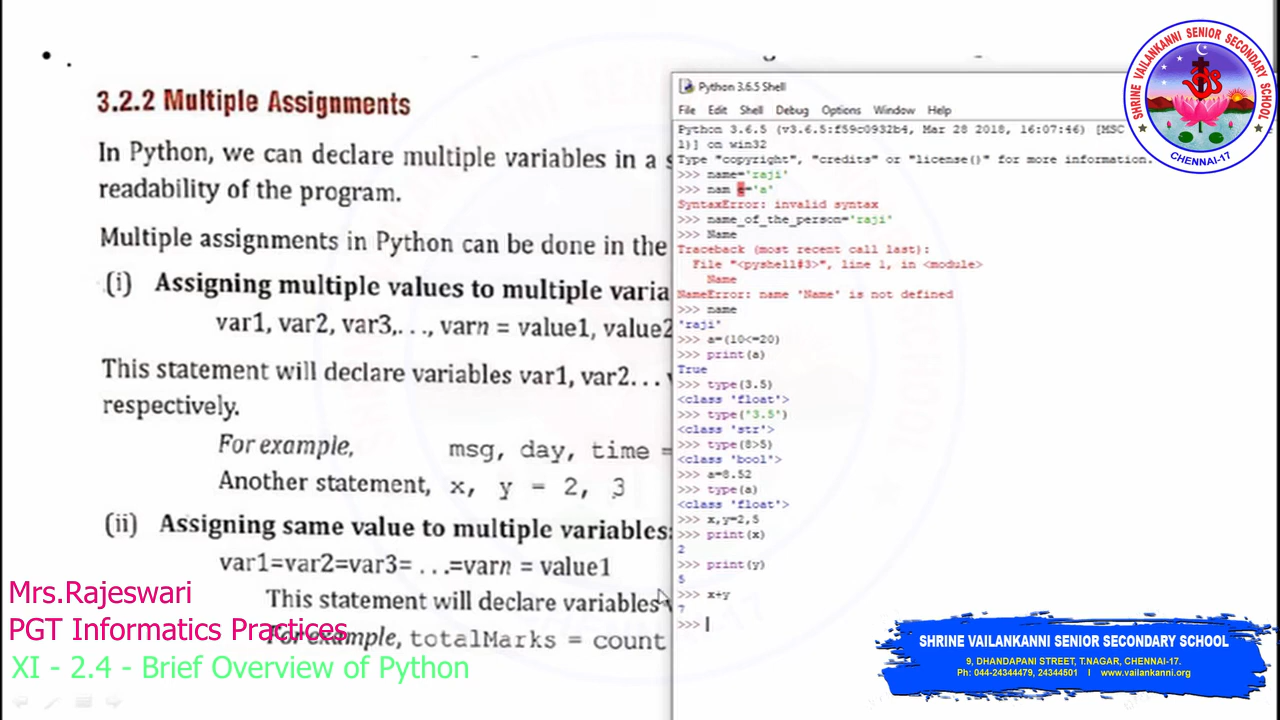 3.2.2 Multiple Assignments
In Python, we can declare multiple variables in a s
readability of the program.
Multiple assignments in Python can be done in the
(i) Assigning multiple values to multiple varia
var1, var2, var3,. . ., varn = value1, value2
This statement will declare variables var1, var2. . .
respectively.
For example, msg, day, time =
Another statement, x, y = 2, 3
(ii) Assigning same value to multiple variables:
var1=var2=var3= . . .=varn = value1
This statement will declare variables
For example, totalMarks = count
Python 3.6.5 Shell
File Edit Shell Debug Options Window Help
Python 3.6.5 (v3.6.5:f59c0932b4, Mar 28 2018, 16:07:46) [MSC
1)] on win32
Type "copyright", "credits" or "license()" for more information.
>>> name='raji'
>>> nam e='a'
SyntaxError: invalid syntax
>>> name_of_the_person='raji'
>>> Name
Traceback (most recent call last):
File "<pyshell#3>", line 1, in <module>
Name
NameError: name 'Name' is not defined
>>> name
'raji'
>>> a=(10<=20)
>>> print(a)
True
>>> type(3.5)
<class 'float'>
>>> type('3.5')
<class 'str'>
>>> type(8>5)
<class 'bool'>
>>> a=8.52
>>> type(a)
<class 'float'>
>>> x,y=2,5
>>> print(x)
2
>>> print(y)
5
>>> x+y
7
>>>
SHRINE VAILANKANNI SENIOR SECONDARY SCHOOL
CHENNAI-17
Mrs.Rajeswari
PGT Informatics Practices
XI - 2.4 - Brief Overview of Python
SHRINE VAILANKANNI SENIOR SECONDARY SCHOOL
9, DHANDAPANI STREET, T.NAGAR, CHENNAI-17.
Ph: 044-24344479, 24344501 I www.vailankanni.org